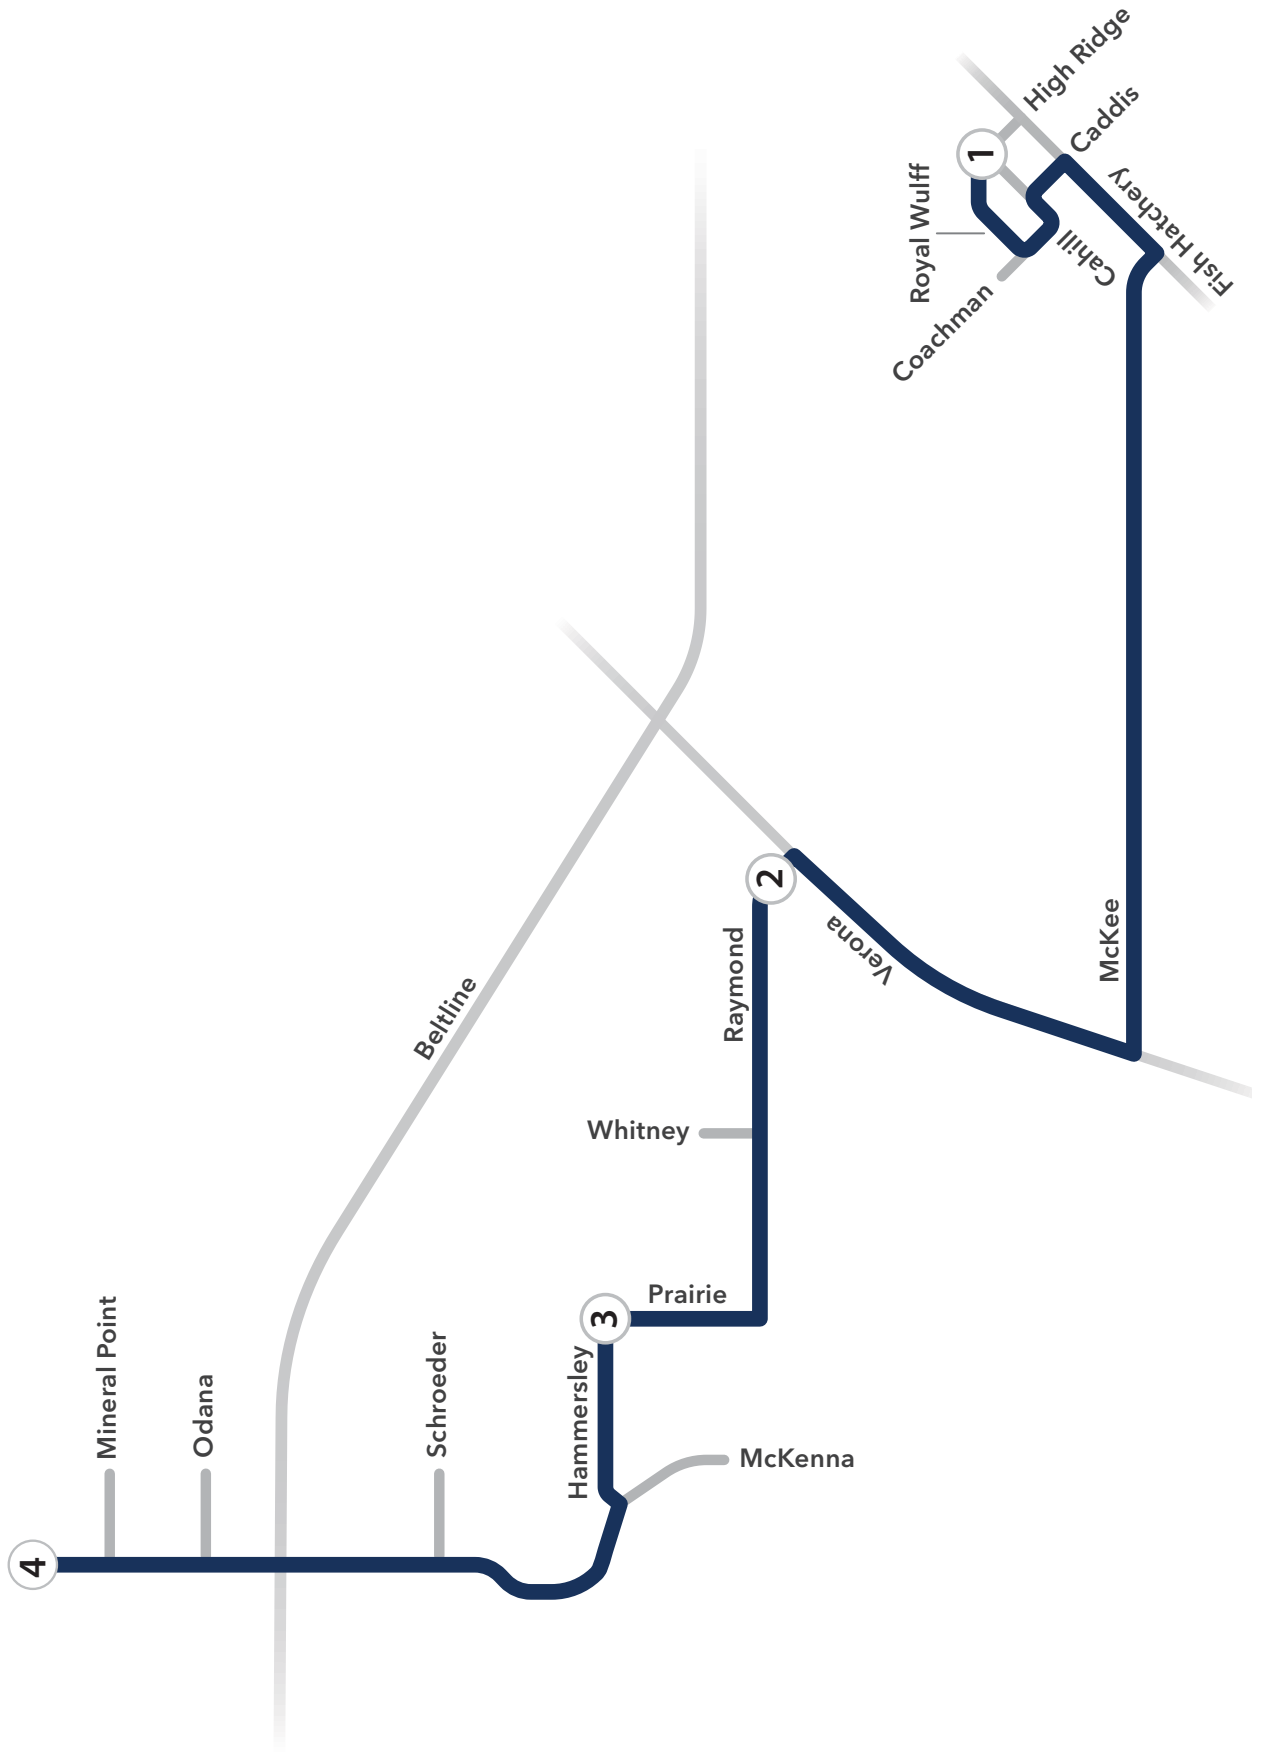 High Ridge
Caddis
1
Royal Wulff
Fish Hatchery
Cahill
Coachman
2
Verona
McKee
Raymond
Beltline
Whitney
Prairie
3
Mineral Point
Odana
Schroeder
Hammersley
McKenna
4